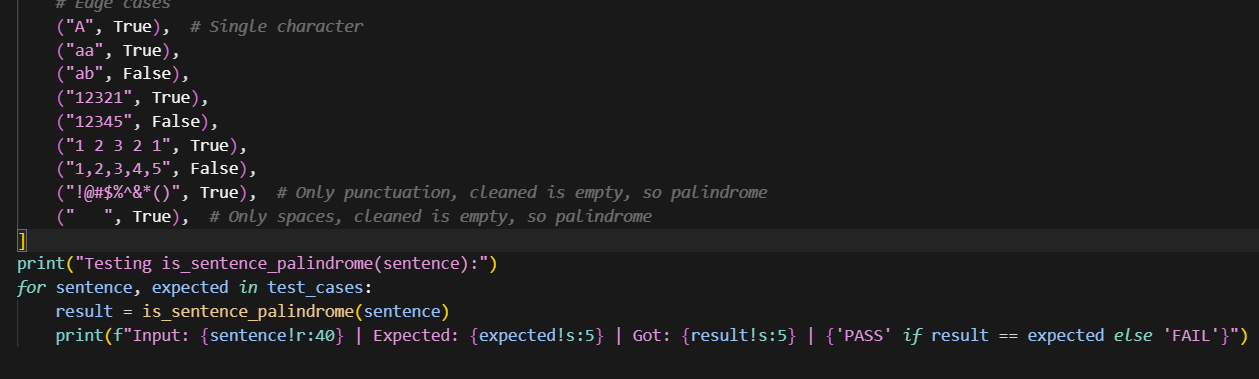 # Edge cases
("A", True),  # Single character
("aa", True),
("ab", False),
("12321", True),
("12345", False),
("1 2 3 2 1", True),
("1,2,3,4,5", False),
("!@#$%^&*()", True),  # Only punctuation, cleaned is empty, so palindrome
("   ", True),  # Only spaces, cleaned is empty, so palindrome
]
print("Testing is_sentence_palindrome(sentence):")
for sentence, expected in test_cases:
    result = is_sentence_palindrome(sentence)
    print(f"Input: {sentence!r:40} | Expected: {expected!s:5} | Got: {result!s:5} | {'PASS' if result == expected else 'FAIL'}")